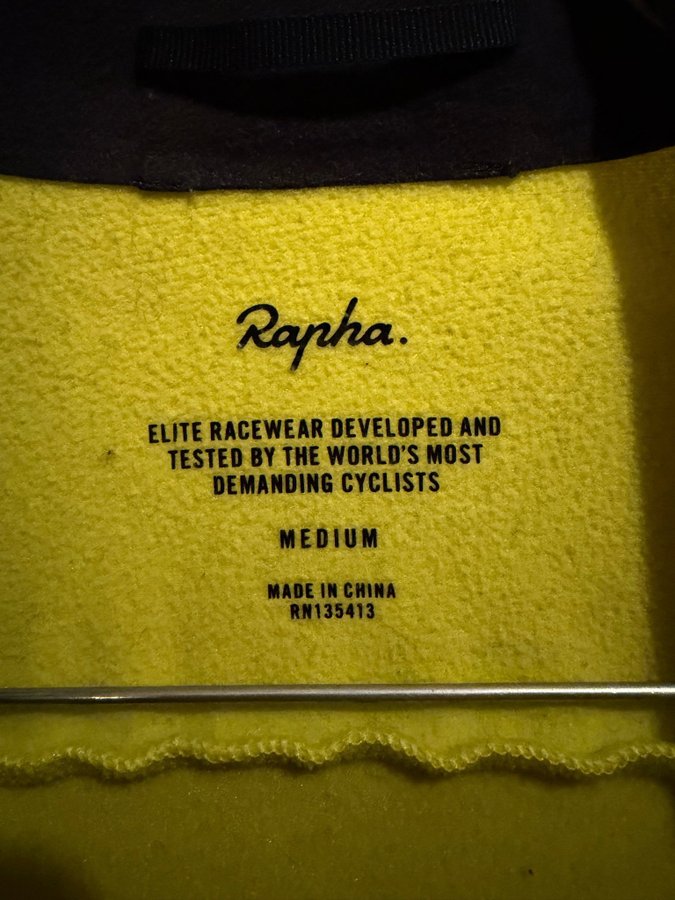 Rapha.
ELITE RACEWEAR DEVELOPED AND
TESTED BY THE WORLD'S MOST
DEMANDING CYCLISTS
MEDIUM
MADE IN CHINA
RN135413